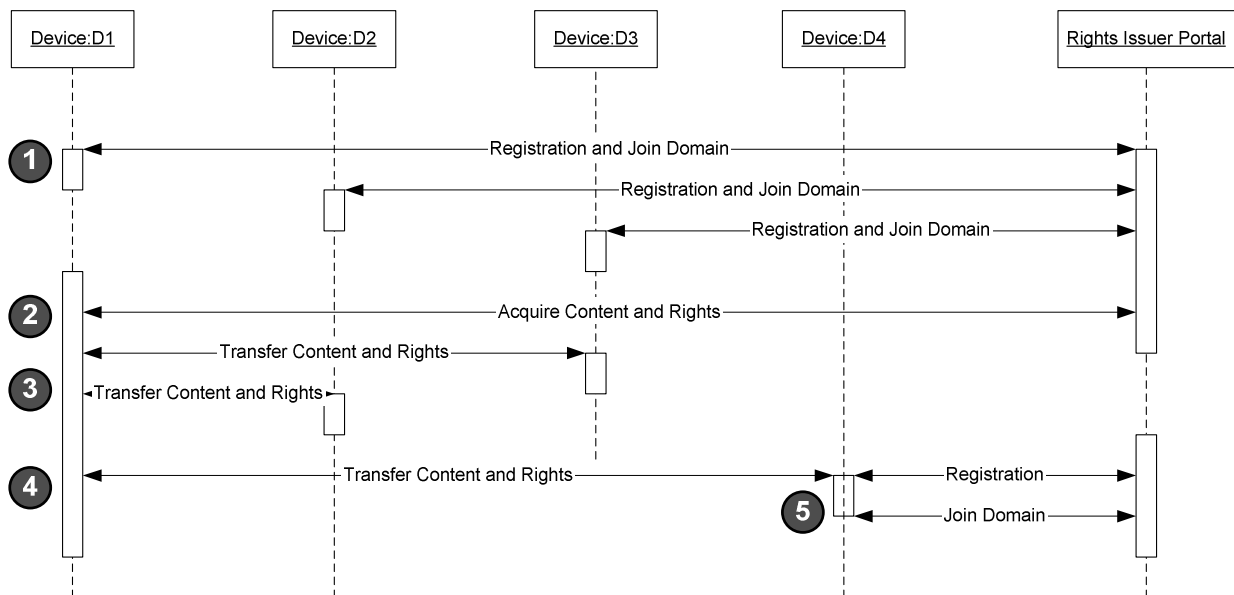 Device:D1
Device:D2
Device:D3
Device:D4
Rights Issuer Portal
1
Registration and Join Domain
Registration and Join Domain
Registration and Join Domain
2
Acquire Content and Rights
Transfer Content and Rights
3
Transfer Content and Rights
4
Transfer Content and Rights
Registration
5
Join Domain